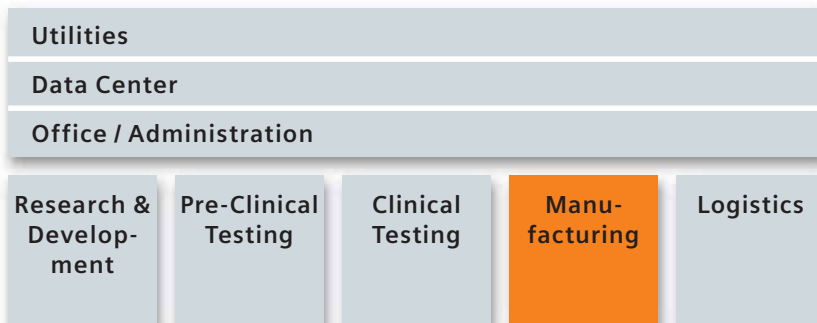 Utilities
Data Center
Office / Administration
Research &
Develop-
ment
Pre-Clinical
Testing
Clinical
Testing
Manu-
facturing
Logistics